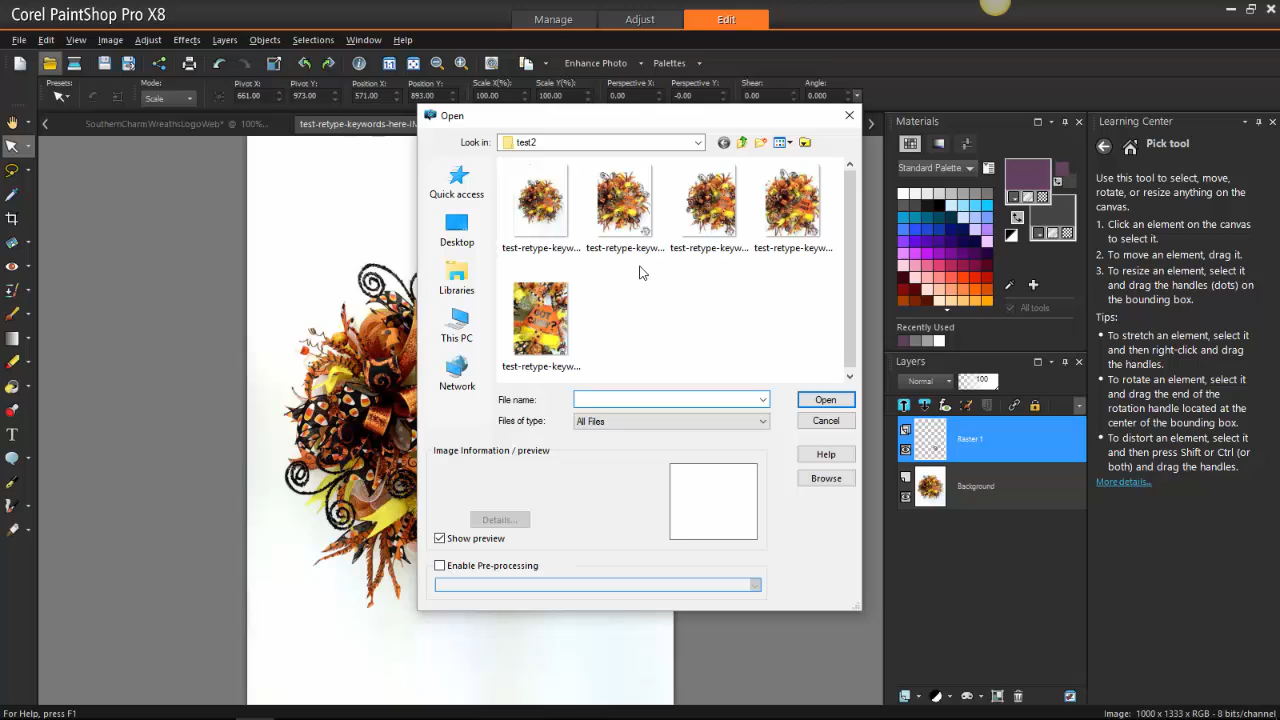 Corel PaintShop Pro X8
Manage Adjust Edit
File Edit View Image Adjust Effects Layers Objects Selections Window Help
Enhance Photo Palettes
Presets: Mode: Pivot X: Pivot Y: Position X: Position Y: Scale X(%): Scale Y(%): Perspective X: Perspective Y: Shear: Angle:
Scale 661.00 973.00 571.00 893.00 100.00 100.00 0.00 -0.00 0.00 0.000
SouthernCharmWreathsLogoWeb* @ 100%...
test-retype-keywords-here-IM
Open
Look in: test2
Quick access
Desktop
Libraries
This PC
Network
test-retype-keyw... test-retype-keyw... test-retype-keyw... test-retype-keyw...
GOT
test-retype-keyw...
File name: Open
Files of type: All Files Cancel
Image Information / preview
Help
Browse
Details...
Show preview
Enable Pre-processing
Materials
Standard Palette
All tools
Recently Used
Layers
Normal 100
Raster 1
Background
Learning Center
Pick tool
Use this tool to select, move,
rotate, or resize anything on the
canvas.
1. Click an element on the canvas
to select it.
2. To move an element, drag it.
3. To resize an element, select it
and drag the handles (dots) on
the bounding box.
Tips:
• To stretch an element, select it
and then right-click and drag
the handles.
• To rotate an element, select it
and drag the end of the
rotation handle located at the
center of the bounding box.
• To distort an element, select it
and then press Shift or Ctrl (or
both) and drag the handles.
More details...
For Help, press F1
Image: 1000 x 1333 x RGB - 8 bits/channel